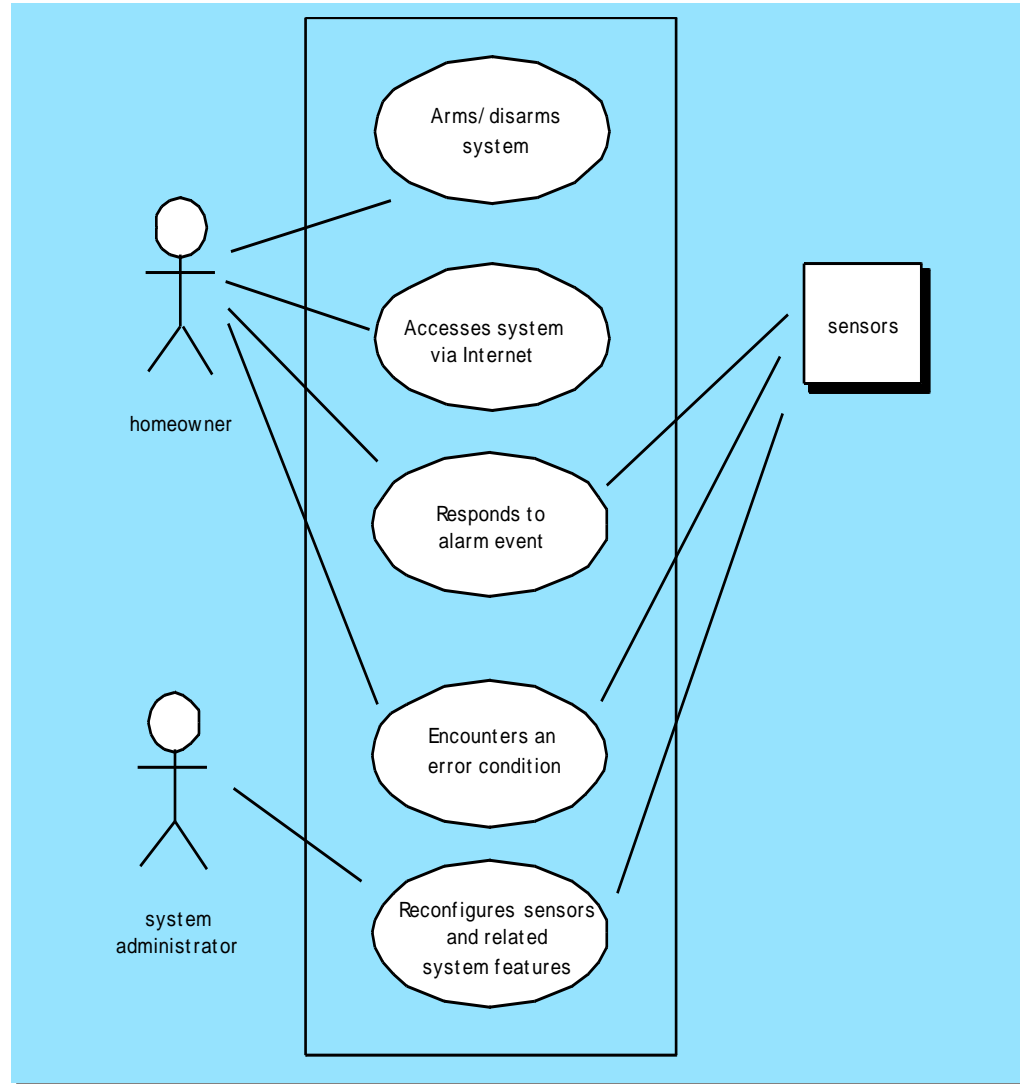 Arms/ disarms
system
Accesses system
via Internet
sensors
homeowner
Responds to
alarm event
Encounters an
error condition
system
administrator
Reconfigures sensors
and related
system features